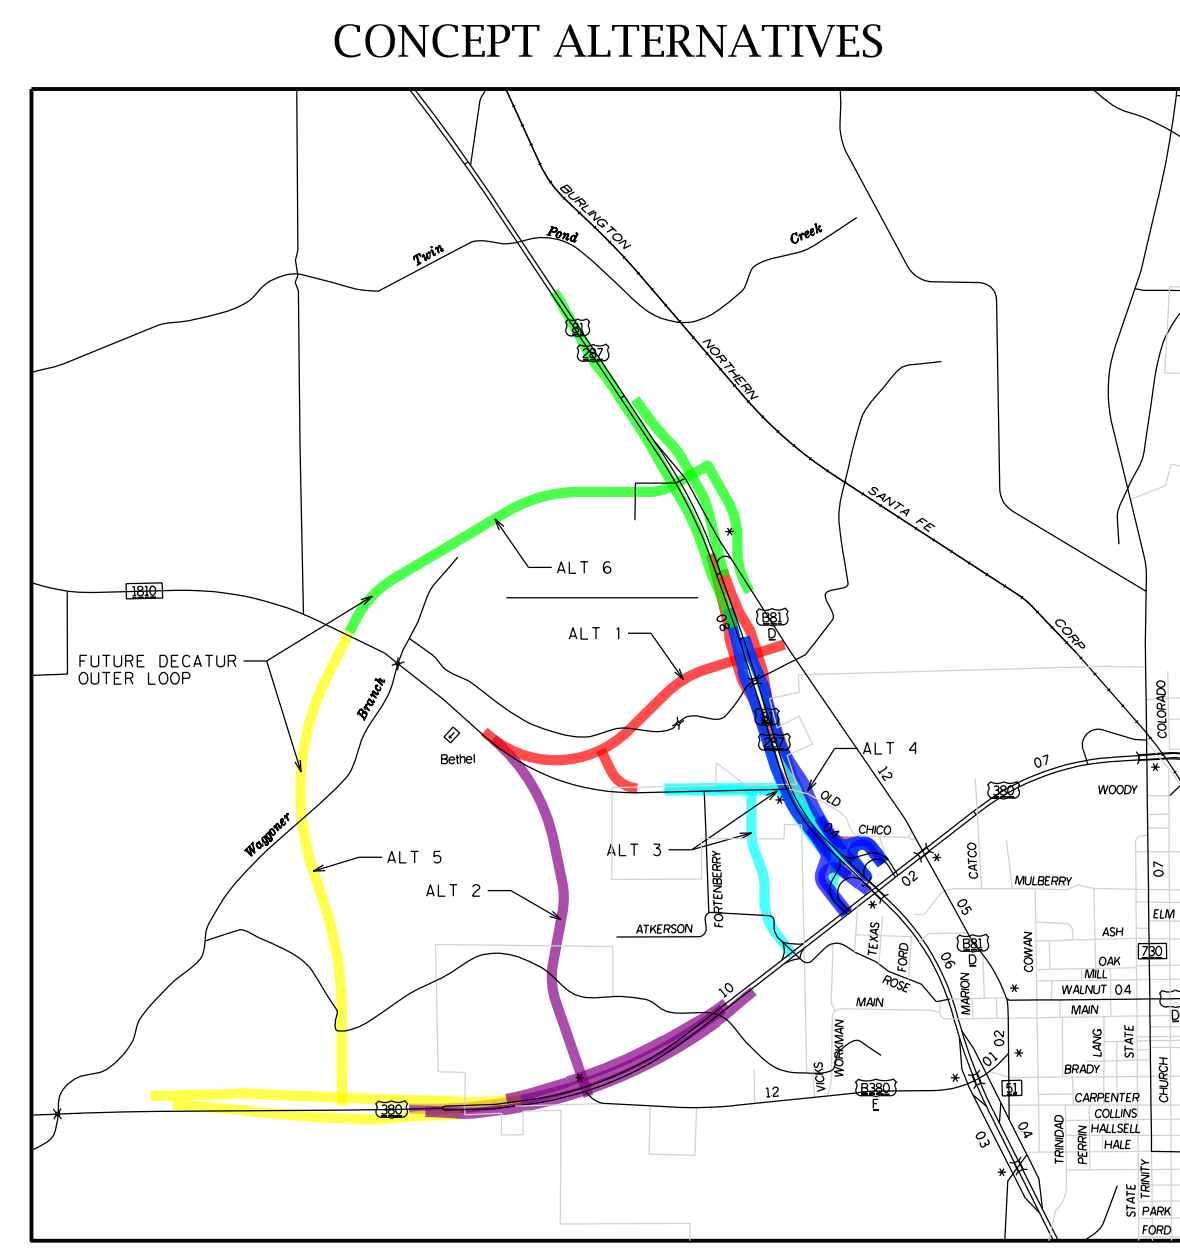 CONCEPT ALTERNATIVES
BURLINGTON
Twin
Pond
Creek
81
287
NORTHERN
SANTA FE
CORP
ALT 6
1810
ALT 1
08
B81
D
FUTURE DECATUR
OUTER LOOP
Branch
Bethel
81
287
ALT 4
COLORADO
07
12
380
WOODY
OLD
04
CHICO
Waggoner
ALT 3
ALT 5
ALT 2
FORTENBERRY
02
CATCO
MULBERRY
07
05
ELM
ATKERSON
TEXAS
FORD
06
B81
D
COWAN
ASH
730
OAK
MILL
ROSE
MARION
WALNUT 04
MAIN
MAIN
10
WORKMAN
VICKS
02
01
LANG
STATE
BRADY
CHURCH
12
B380
F
51
380
CARPENTER
COLLINS
HALLSELL
HALE
03
04
TRINIDAD
PERRIN
STATE
TRINITY
PARK
FORD